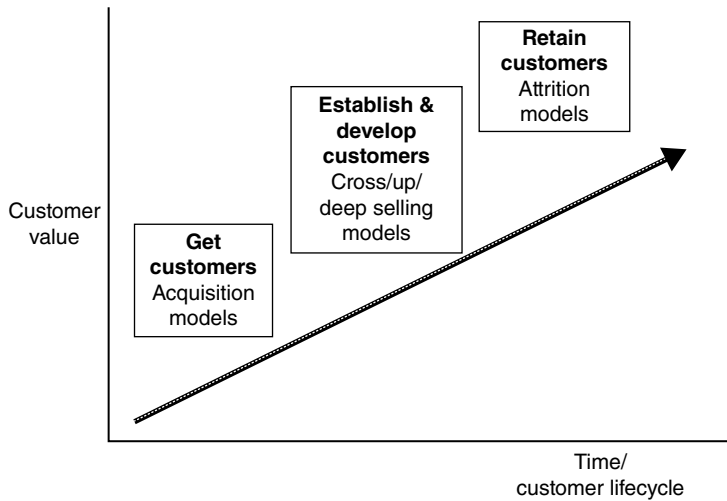 Retain
customers
Attrition
models
Establish &
develop
customers
Cross/up/
deep selling
models
Customer
value
Get
customers
Acquisition
models
Time/
customer lifecycle